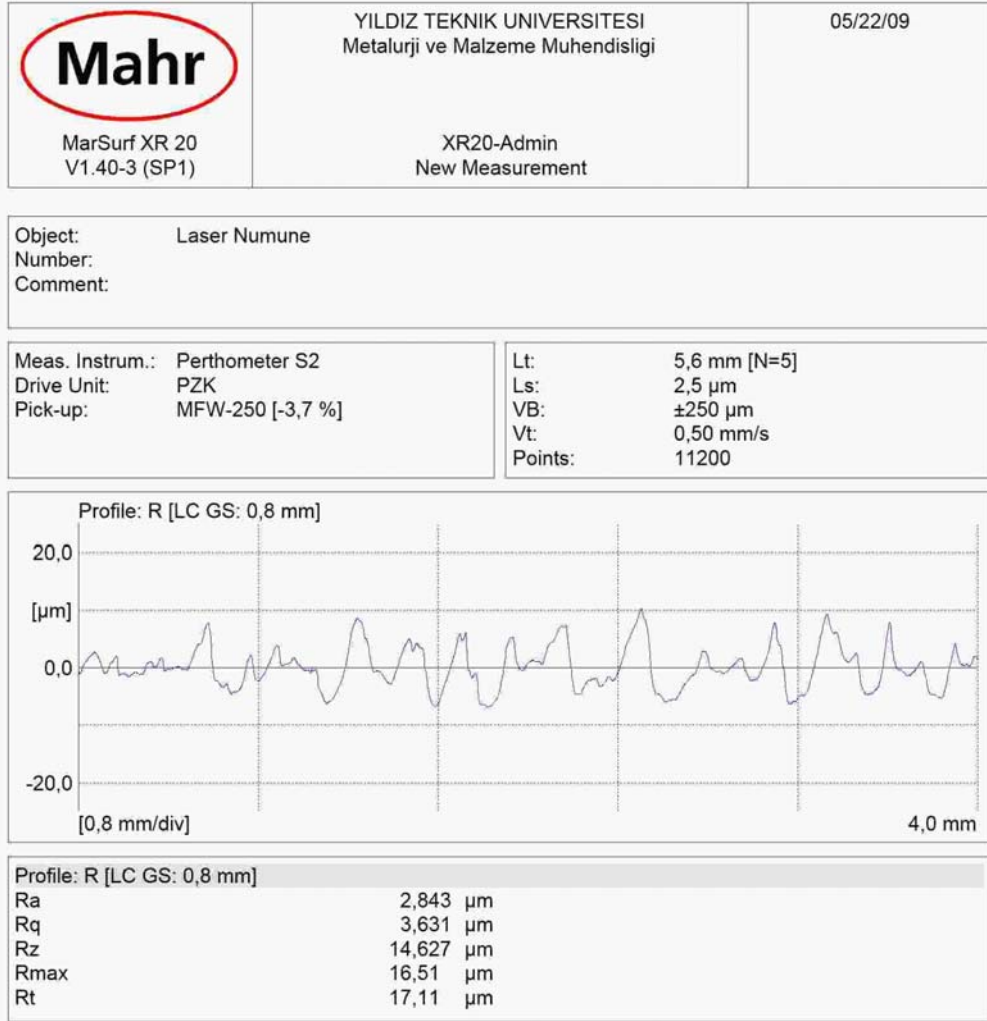 Mahr
MarSurf XR 20
V1.40-3 (SP1)
YILDIZ TEKNIK UNIVERSITESI
Metalurji ve Malzeme Muhendisligi
XR20-Admin
New Measurement
05/22/09
Object: Laser Numune
Number:
Comment:
Meas. Instrum.: Perthometer S2
Drive Unit: PZK
Pick-up: MFW-250 [-3,7 %]
Lt: 5,6 mm [N=5]
Ls: 2,5 µm
VB: ±250 µm
Vt: 0,50 mm/s
Points: 11200
Profile: R [LC GS: 0,8 mm]
20,0
[µm]
0,0
-20,0
[0,8 mm/div] 4,0 mm
Profile: R [LC GS: 0,8 mm]
Ra 2,843 µm
Rq 3,631 µm
Rz 14,627 µm
Rmax 16,51 µm
Rt 17,11 µm